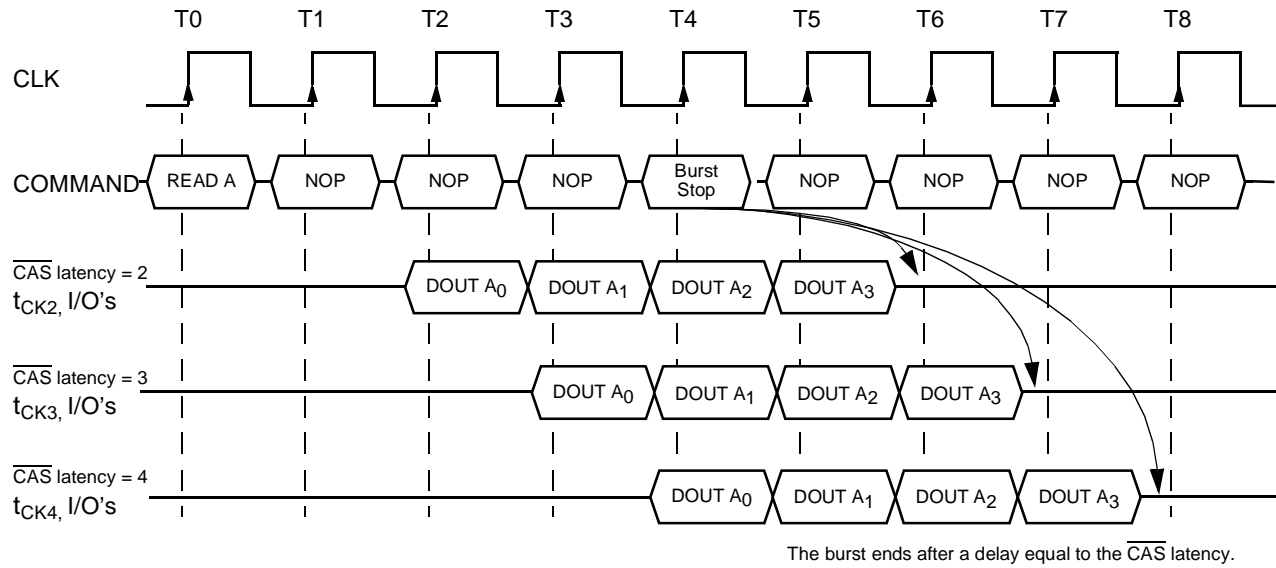 T0 T1 T2 T3 T4 T5 T6 T7 T8
CLK
COMMAND READ A NOP NOP NOP Burst Stop NOP NOP NOP NOP
CAS latency = 2
tCK2, I/O's DOUT A0 DOUT A1 DOUT A2 DOUT A3
CAS latency = 3
tCK3, I/O's DOUT A0 DOUT A1 DOUT A2 DOUT A3
CAS latency = 4
tCK4, I/O's DOUT A0 DOUT A1 DOUT A2 DOUT A3
The burst ends after a delay equal to the CAS latency.